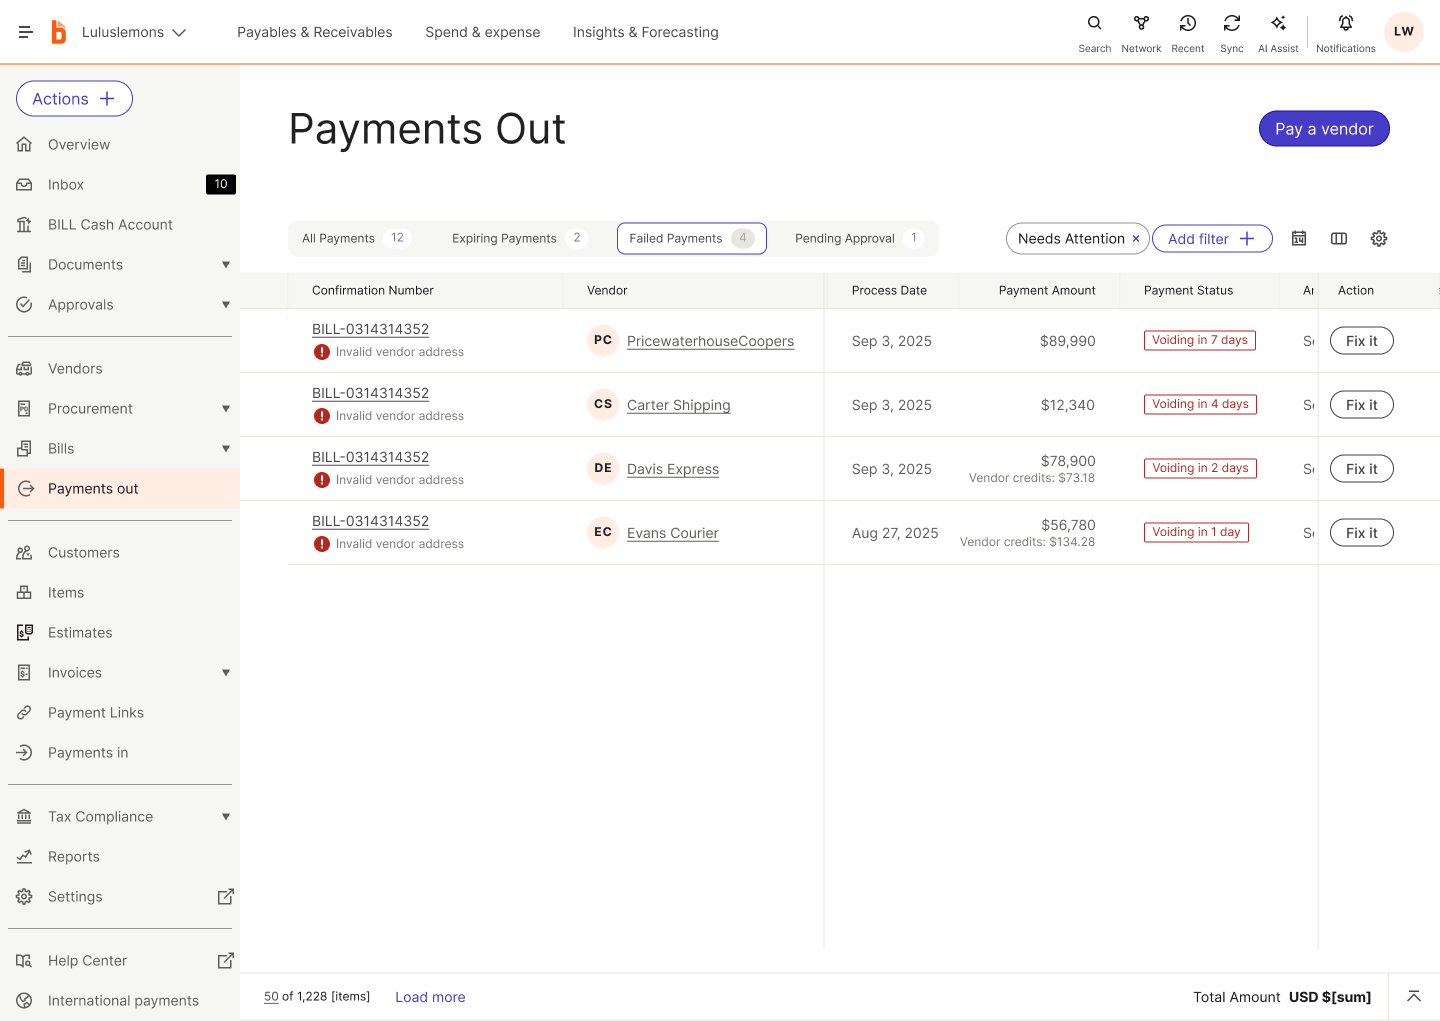 Luluslemons
Payables & Receivables
Spend & expense
Insights & Forecasting
Search
Network
Recent
Sync
AI Assist
Notifications
LW
Actions
Overview
Inbox
10
BILL Cash Account
Documents
Approvals
Vendors
Procurement
Bills
Payments out
Customers
Items
Estimates
Invoices
Payment Links
Payments in
Tax Compliance
Reports
Settings
Help Center
International payments
Payments Out
Pay a vendor
All Payments 12
Expiring Payments 2
Failed Payments 4
Pending Approval 1
Needs Attention ×
Add filter
Confirmation Number
Vendor
Process Date
Payment Amount
Payment Status
Action
BILL-0314314352
Invalid vendor address
PC
PricewaterhouseCoopers
Sep 3, 2025
$89,990
Voiding in 7 days
Fix it
BILL-0314314352
Invalid vendor address
CS
Carter Shipping
Sep 3, 2025
$12,340
Voiding in 4 days
Fix it
BILL-0314314352
Invalid vendor address
DE
Davis Express
Sep 3, 2025
$78,900
Vendor credits: $73.18
Voiding in 2 days
Fix it
BILL-0314314352
Invalid vendor address
EC
Evans Courier
Aug 27, 2025
$56,780
Vendor credits: $134.28
Voiding in 1 day
Fix it
50 of 1,228 [items]
Load more
Total Amount USD $[sum]